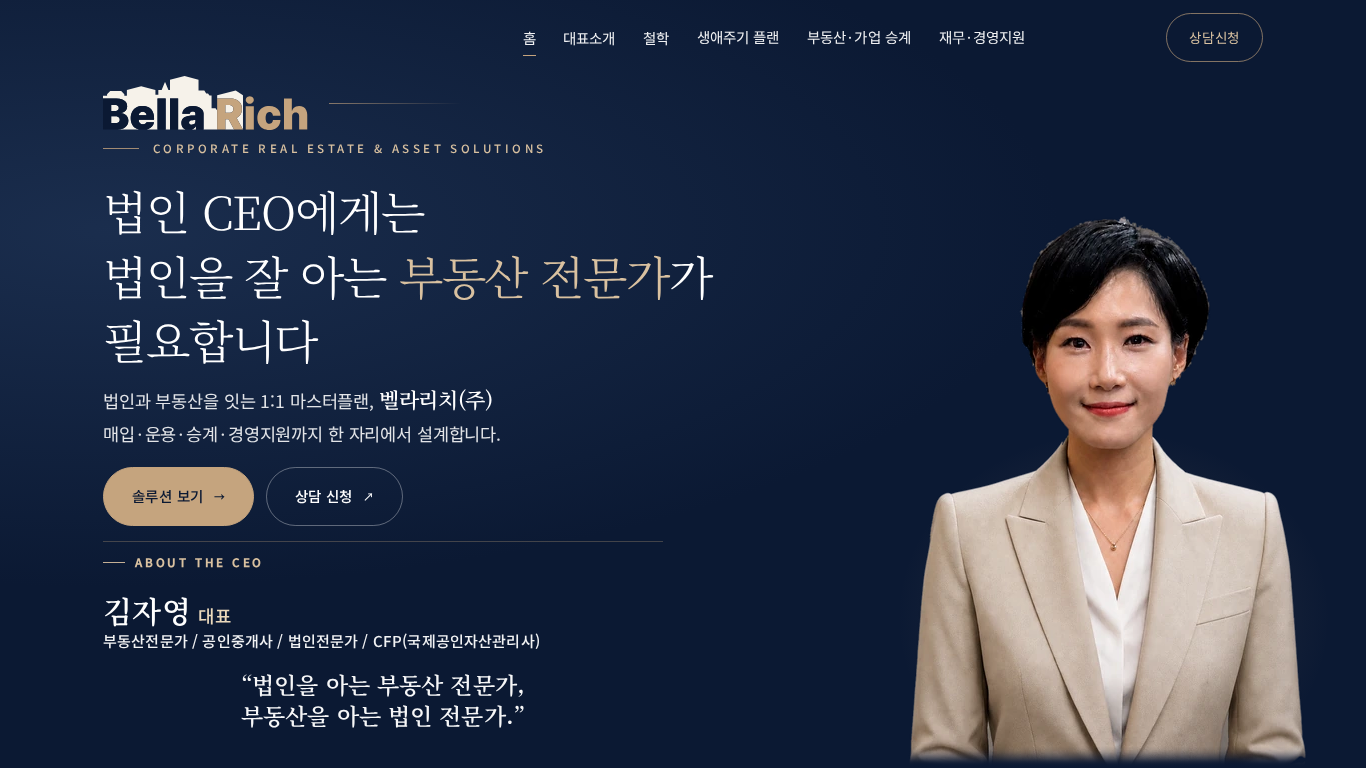 홈 대표소개 철학 생애주기 플랜 부동산·가업 승계 재무·경영지원 상담신청
Bella Rich
CORPORATE REAL ESTATE & ASSET SOLUTIONS
법인 CEO에게는
법인을 잘 아는 부동산 전문가가
필요합니다
법인과 부동산을 잇는 1:1 마스터플랜, 벨라리치(주)
매입·운용·승계·경영지원까지 한 자리에서 설계합니다.
솔루션 보기 → 상담 신청 ↗
ABOUT THE CEO
김자영 대표
부동산전문가 / 공인중개사 / 법인전문가 / CFP(국제공인자산관리사)
“법인을 아는 부동산 전문가,
부동산을 아는 법인 전문가.”